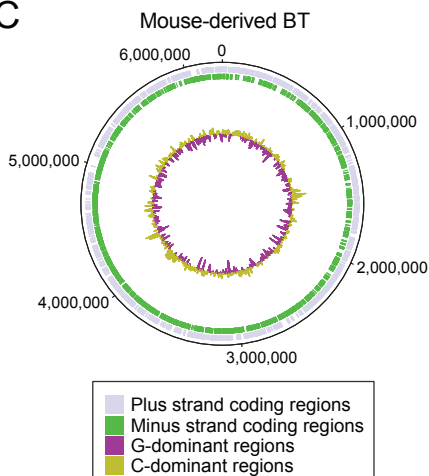 C
Mouse-derived BT
0
6,000,000
1,000,000
5,000,000
2,000,000
4,000,000
3,000,000
Plus strand coding regions
Minus strand coding regions
G-dominant regions
C-dominant regions